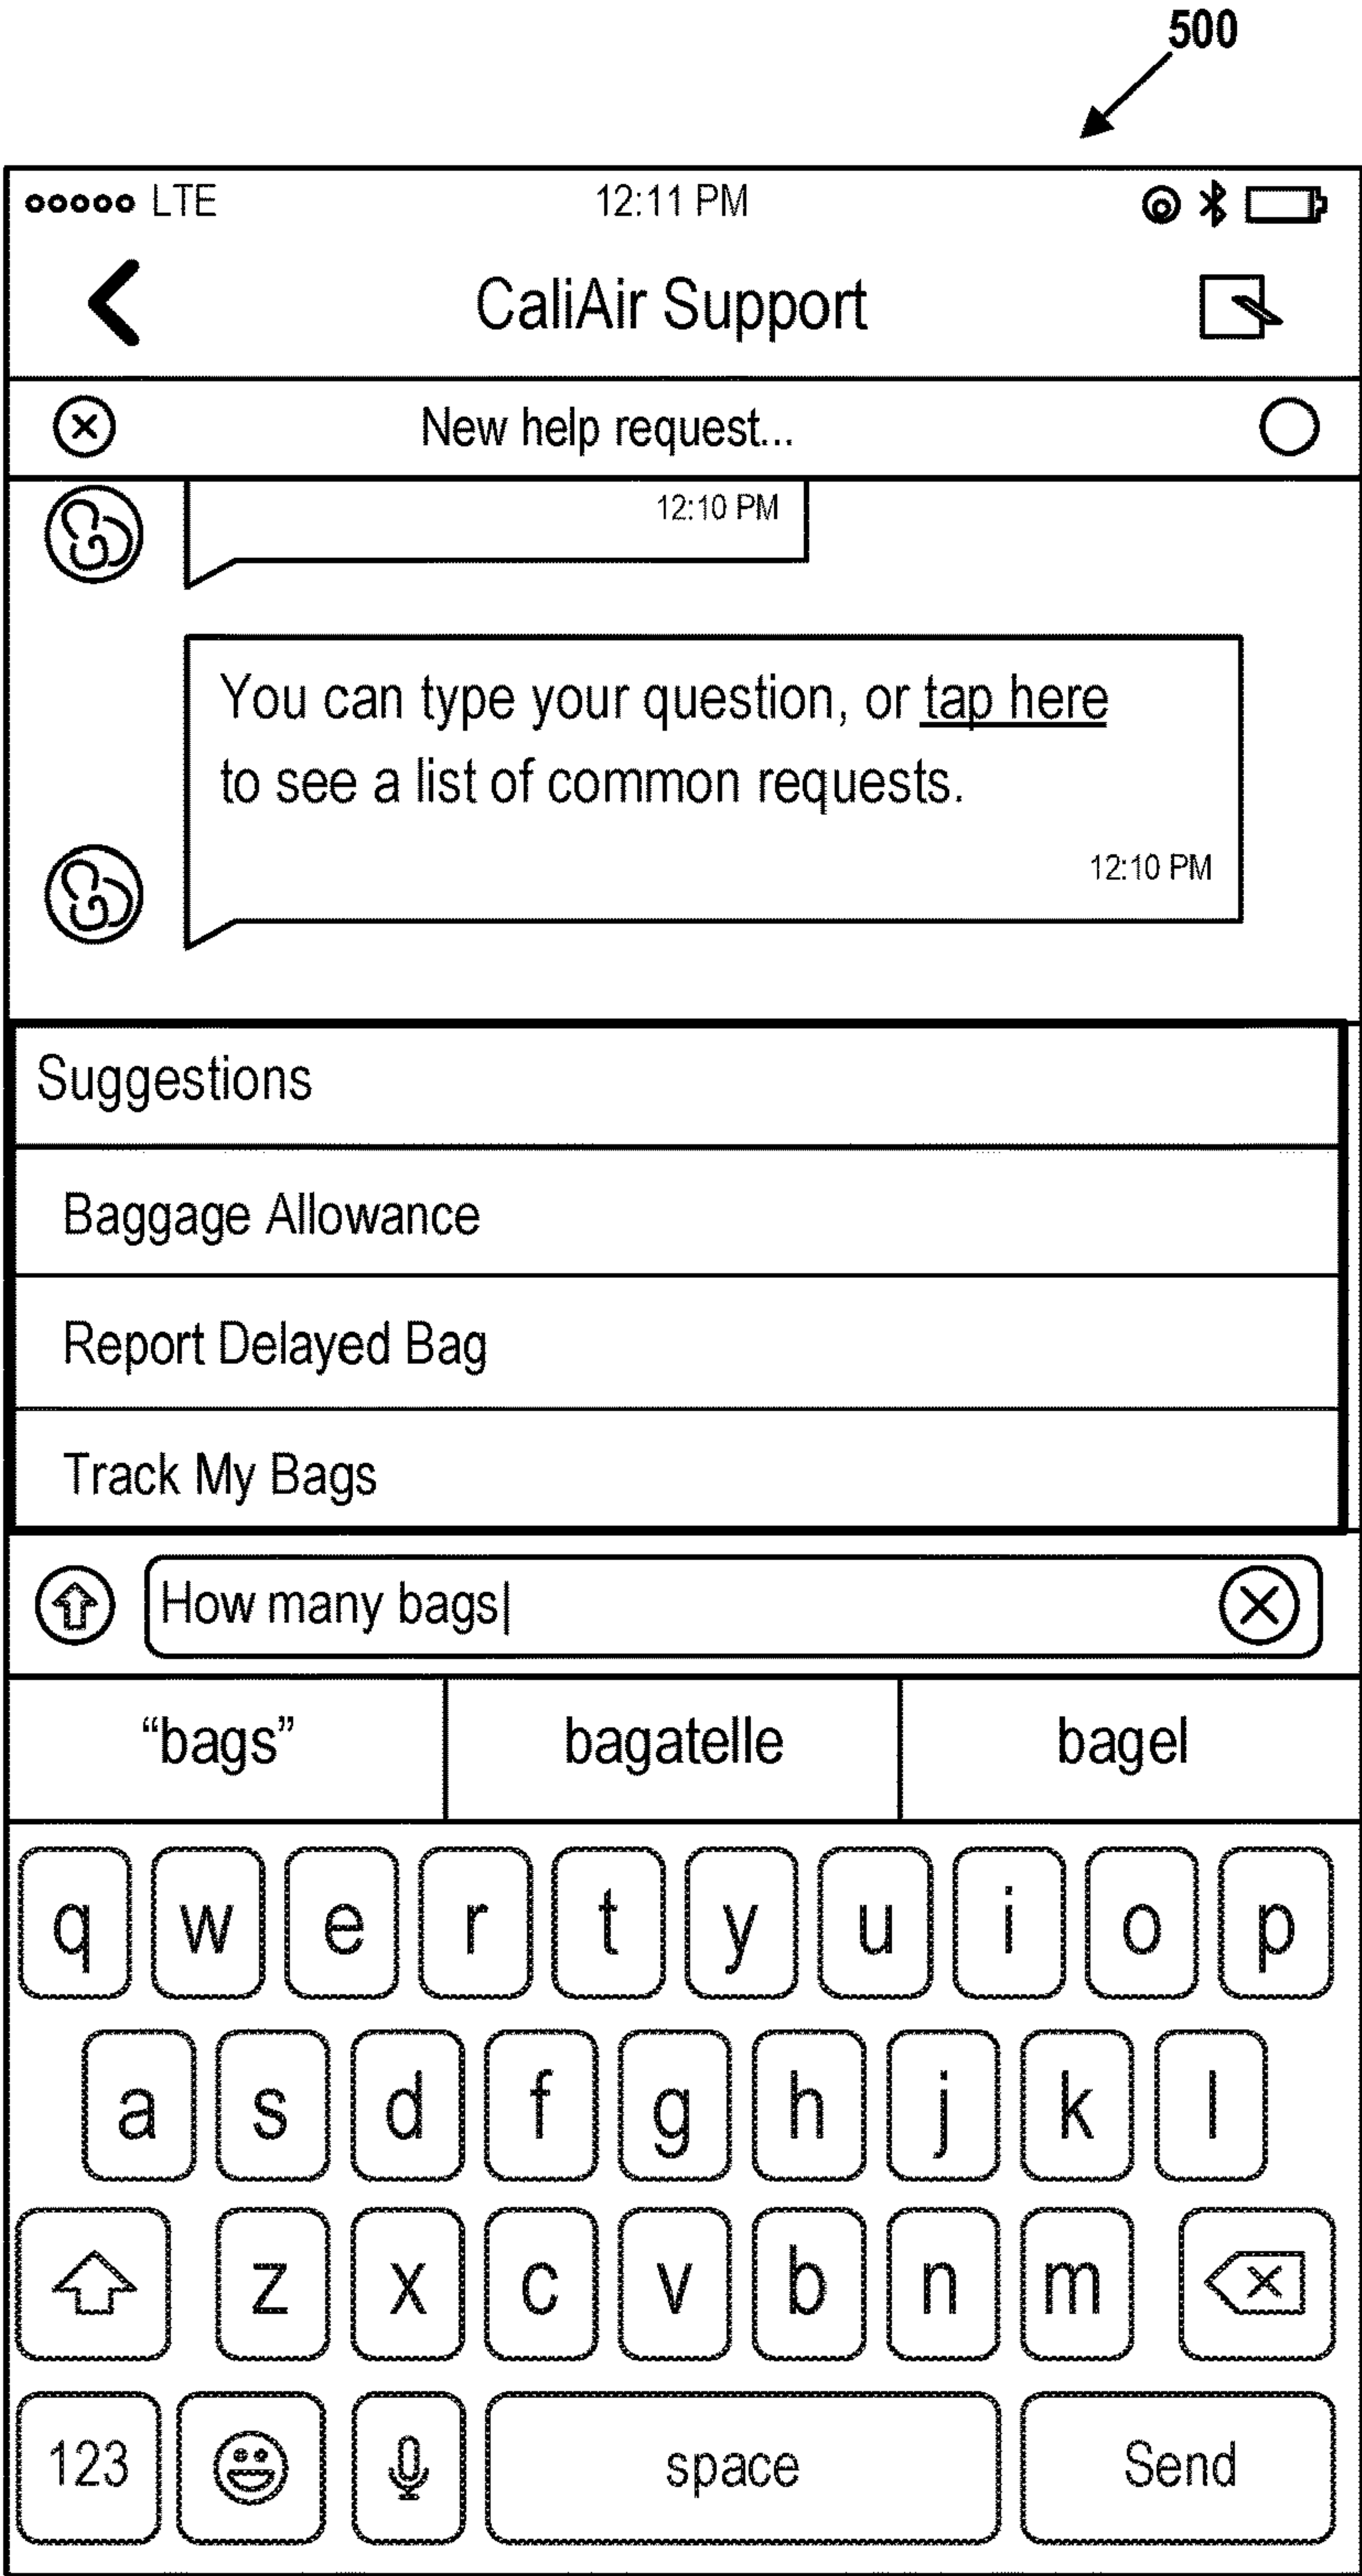 500
LTE 12:11 PM
CaliAir Support
New help request...
12:10 PM
You can type your question, or tap here
to see a list of common requests.
12:10 PM
Suggestions
Baggage Allowance
Report Delayed Bag
Track My Bags
How many bags
“bags” bagatelle bagel
q w e r t y u i o p
a s d f g h j k l
z x c v b n m
123 space Send